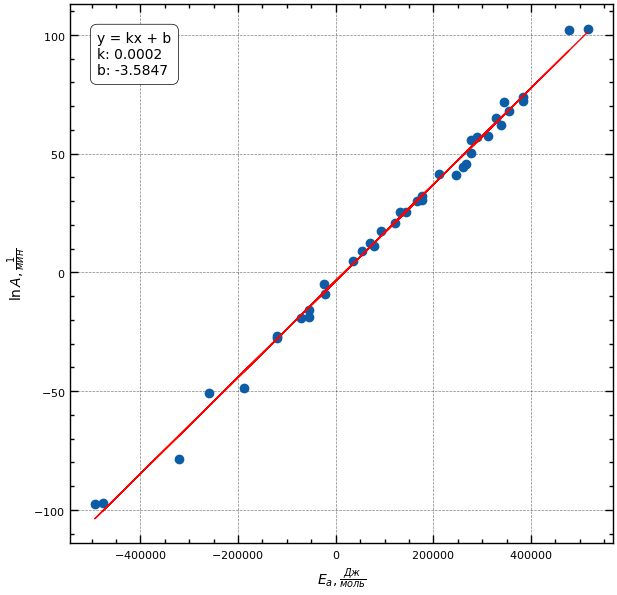 y = kx + b
k: 0.0002
b: -3.5847
100
50
0
−50
−100
ln A, 1/мин
−400000 −200000 0 200000 400000
Eₐ, Дж/моль